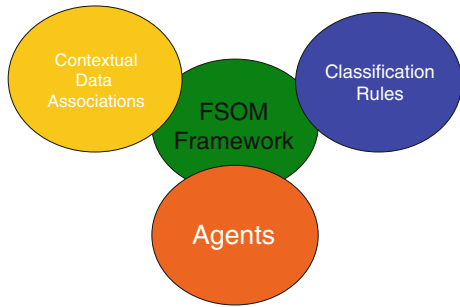 Contextual
Data
Associations
Classification
Rules
FSOM
Framework
Agents